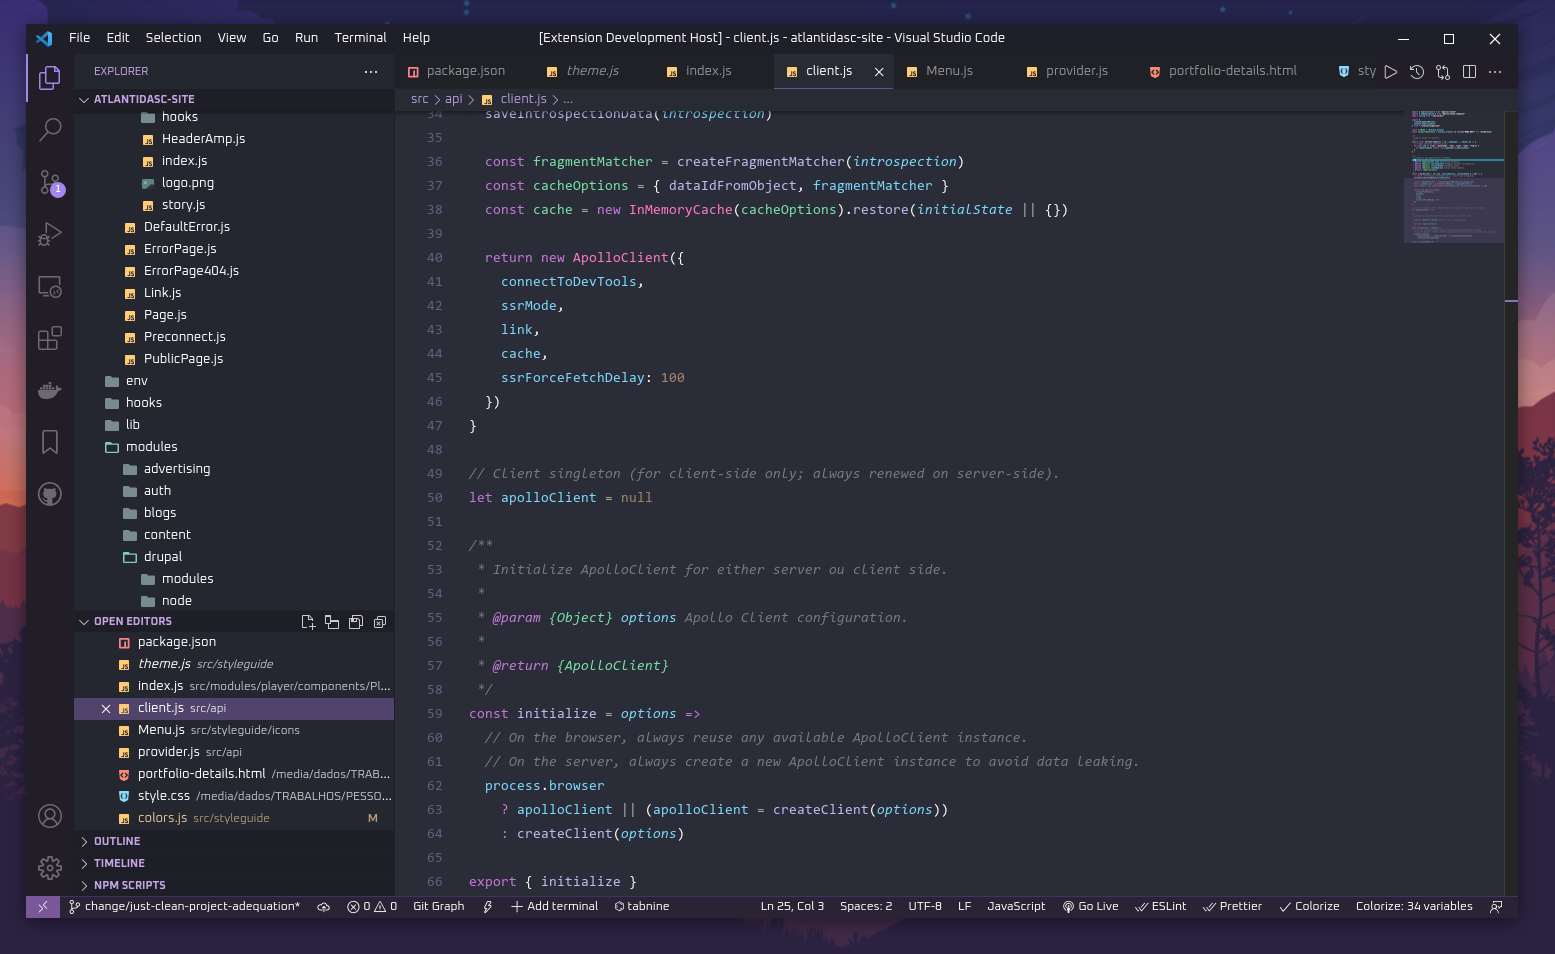 File Edit Selection View Go Run Terminal Help
[Extension Development Host] - client.js - atlantidasc-site - Visual Studio Code
EXPLORER
ATLANTIDASC-SITE
hooks
HeaderAmp.js
index.js
logo.png
story.js
DefaultError.js
ErrorPage.js
ErrorPage404.js
Link.js
Page.js
Preconnect.js
PublicPage.js
env
hooks
lib
modules
advertising
auth
blogs
content
drupal
modules
node
OPEN EDITORS
package.json
theme.js src/styleguide
index.js src/modules/player/components/Pl...
client.js src/api
Menu.js src/styleguide/icons
provider.js src/api
portfolio-details.html /media/dados/TRAB...
style.css /media/dados/TRABALHOS/PESSO...
colors.js src/styleguide M
OUTLINE
TIMELINE
NPM SCRIPTS
1
package.json theme.js index.js client.js Menu.js provider.js portfolio-details.html sty
src > api > client.js > ...
34 saveIntrospectionData(introspection)
35
36 const fragmentMatcher = createFragmentMatcher(introspection)
37 const cacheOptions = { dataIdFromObject, fragmentMatcher }
38 const cache = new InMemoryCache(cacheOptions).restore(initialState || {})
39
40 return new ApolloClient({
41 connectToDevTools,
42 ssrMode,
43 link,
44 cache,
45 ssrForceFetchDelay: 100
46 })
47 }
48
49 // Client singleton (for client-side only; always renewed on server-side).
50 let apolloClient = null
51
52 /**
53 * Initialize ApolloClient for either server ou client side.
54 *
55 * @param {Object} options Apollo Client configuration.
56 *
57 * @return {ApolloClient}
58 */
59 const initialize = options =>
60 // On the browser, always reuse any available ApolloClient instance.
61 // On the server, always create a new ApolloClient instance to avoid data leaking.
62 process.browser
63 ? apolloClient || (apolloClient = createClient(options))
64 : createClient(options)
65
66 export { initialize }
change/just-clean-project-adequation* 0 0 Git Graph Add terminal tabnine Ln 25, Col 3 Spaces: 2 UTF-8 LF JavaScript Go Live ESLint Prettier Colorize Colorize: 34 variables